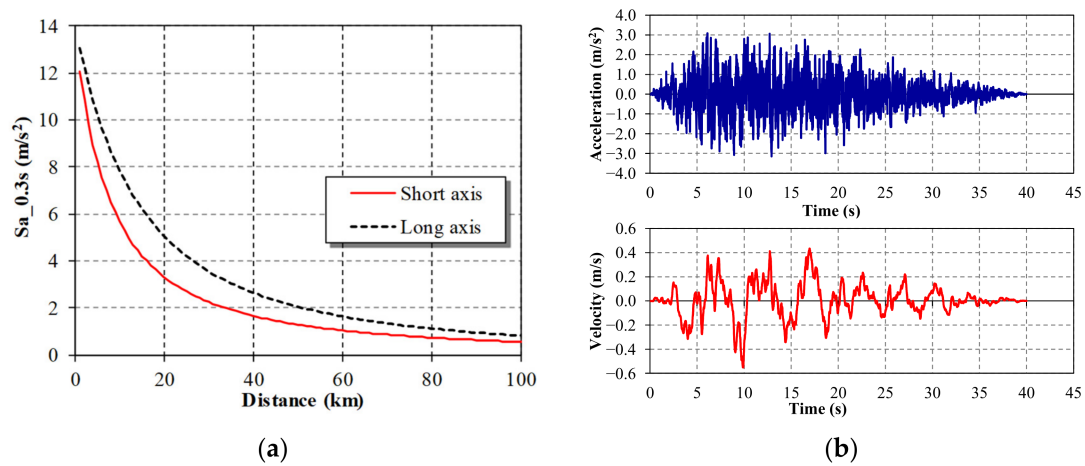 14
12
10
8
6
4
2
0
Sa_0.3s (m/s²)
Short axis
Long axis
0 20 40 60 80 100
Distance (km)
(a)
4.0
3.0
2.0
1.0
0.0
−1.0
−2.0
−3.0
−4.0
Acceleration (m/s²)
0 5 10 15 20 25 30 35 40 45
Time (s)
0.6
0.4
0.2
0.0
−0.2
−0.4
−0.6
Velocity (m/s)
0 5 10 15 20 25 30 35 40 45
Time (s)
(b)